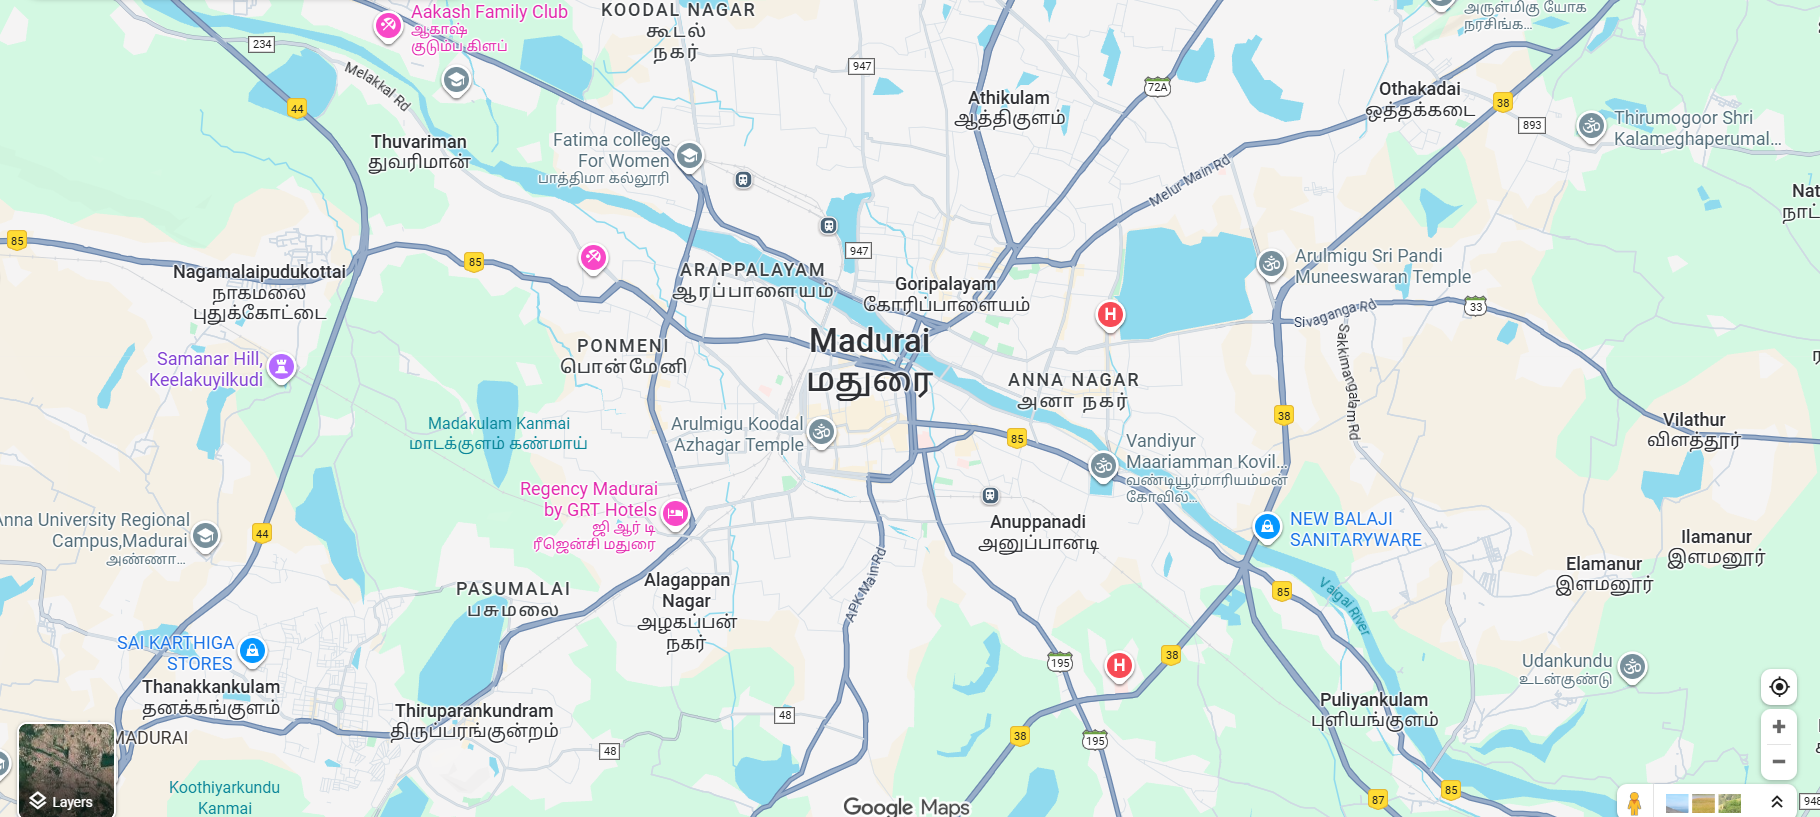 Aakash Family Club
ஆகாஷ்
குடும்ப கிளப்
KOODAL NAGAR
கூடல்
நகர்
அருள்மிகு யோக
நரசிங்க...
234
Melakkal Rd
44
947
72A
Athikulam
ஆத்திகுளம்
Othakadai
ஒத்தக்கடை
38
893
Thirumogoor Shri
Kalameghaperumal...
Thuvariman
துவரிமான்
Fatima college
For Women
பாத்திமா கல்லூரி
Melur Main Rd
85
85
947
Nagamalaipudukottai
நாகமலை
புதுக்கோட்டை
ARAPPALAYAM
ஆரப்பாளையம்
Goripalayam
கோரிப்பாளையம்
Arulmigu Sri Pandi
Muneeswaran Temple
H
Sivaganga Rd
33
Sakkimangalam Rd
Madurai
மதுரை
PONMENI
பொன்மேனி
Samanar Hill,
Keelakuyilkudi
ANNA NAGAR
அனா நகர்
38
Madakulam Kanmai
மாடக்குளம் கண்மாய்
Arulmigu Koodal
Azhagar Temple
85
Vandiyur
Maariamman Kovil...
வண்டியூர்மாரியம்மன்
கோவில்...
Vilathur
விளத்தூர்
Regency Madurai
by GRT Hotels
ஜி ஆர் டி
ரீஜென்சி மதுரை
Anna University Regional
Campus,Madurai
அண்ணா...
44
Anuppanadi
அனுப்பானடி
NEW BALAJI
SANITARYWARE
Ilamanur
இளமனூர்
Elamanur
இளமனூர்
PASUMALAI
பசுமலை
Alagappan
Nagar
அழகப்பன்
நகர்
APK Main Rd
85
Vaigai River
SAI KARTHIGA
STORES
195
H
38
Udankundu
உடன்குண்டு
Thanakkankulam
தனக்கங்குளம்
Thiruparankundram
திருப்பரங்குன்றம்
Puliyankulam
புளியங்குளம்
MADURAI
48
48
38
195
Koothiyarkundu
Kanmai
Layers
Google Maps
87
85
948